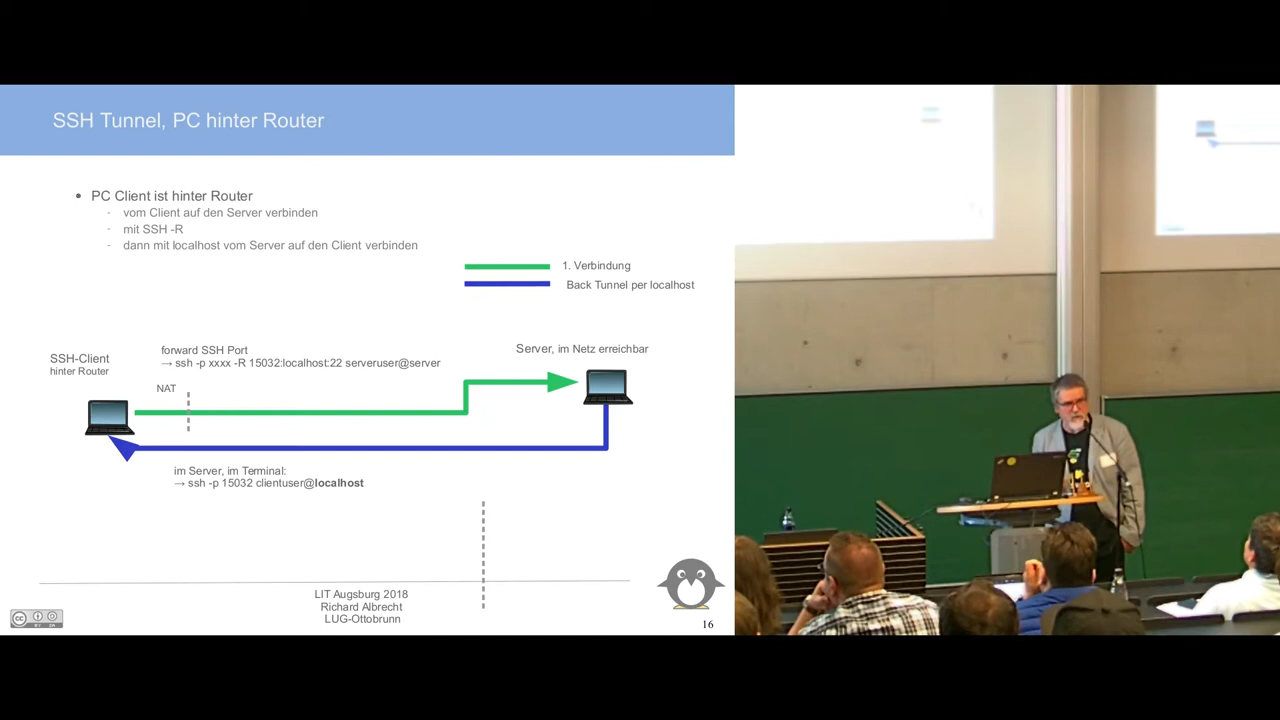 SSH Tunnel, PC hinter Router
• PC Client ist hinter Router
- vom Client auf den Server verbinden
- mit SSH -R
- dann mit localhost vom Server auf den Client verbinden
1. Verbindung
Back Tunnel per localhost
SSH-Client
hinter Router
forward SSH Port
→ ssh -p xxxx -R 15032:localhost:22 serveruser@server
NAT
Server, im Netz erreichbar
im Server, im Terminal:
→ ssh -p 15032 clientuser@localhost
LIT Augsburg 2018
Richard Albrecht
LUG-Ottobrunn
16